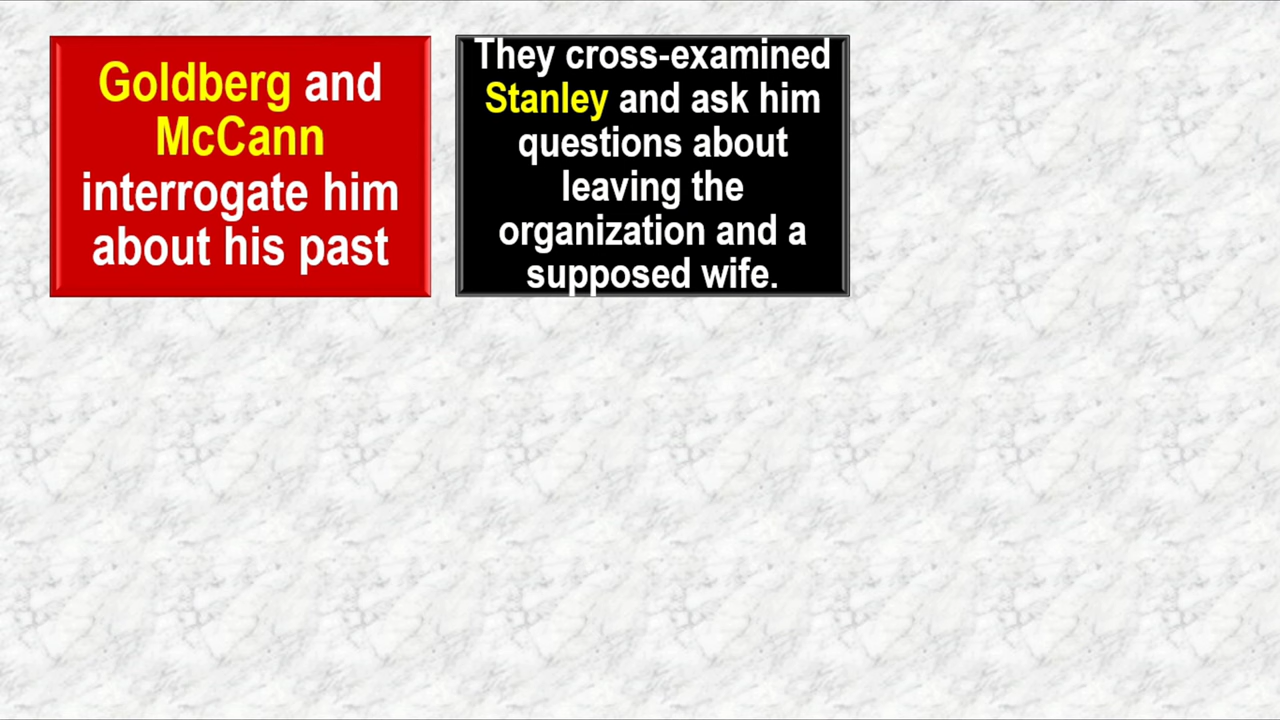 Goldberg and
McCann
interrogate him
about his past
They cross-examined
Stanley and ask him
questions about
leaving the
organization and a
supposed wife.